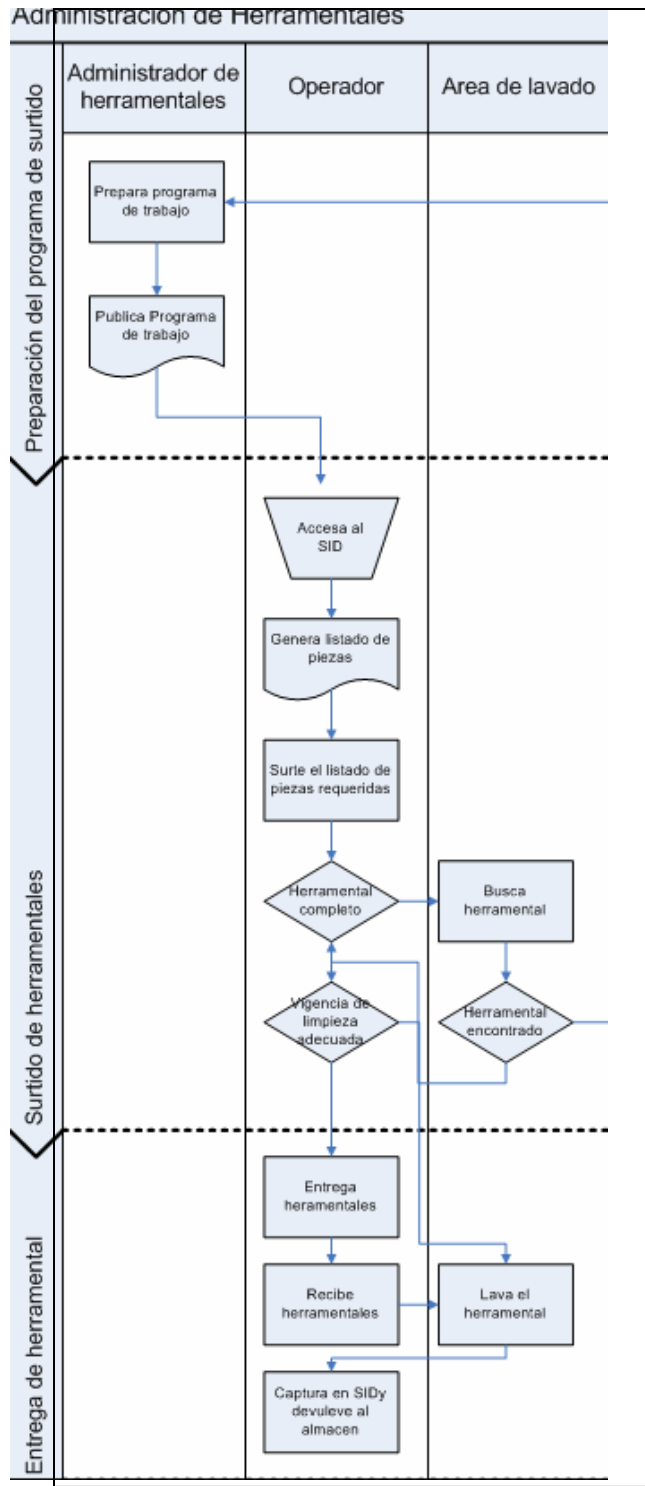 Administración de Herramentales
Administrador de
herramentales
Operador
Area de lavado
Preparación del programa de surtido
Prepara programa
de trabajo
Publica Programa
de trabajo
Surtido de herramentales
Accesa al
SID
Genera listado de
piezas
Surte el listado de
piezas requeridas
Herramental
completo
Busca
herramental
Vigencia de
limpieza
adecuada
Herramental
encontrado
Entrega de herramental
Entrega
heramentales
Recibe
herramentales
Lava el
herramental
Captura en SIDy
devuleve al
almacen